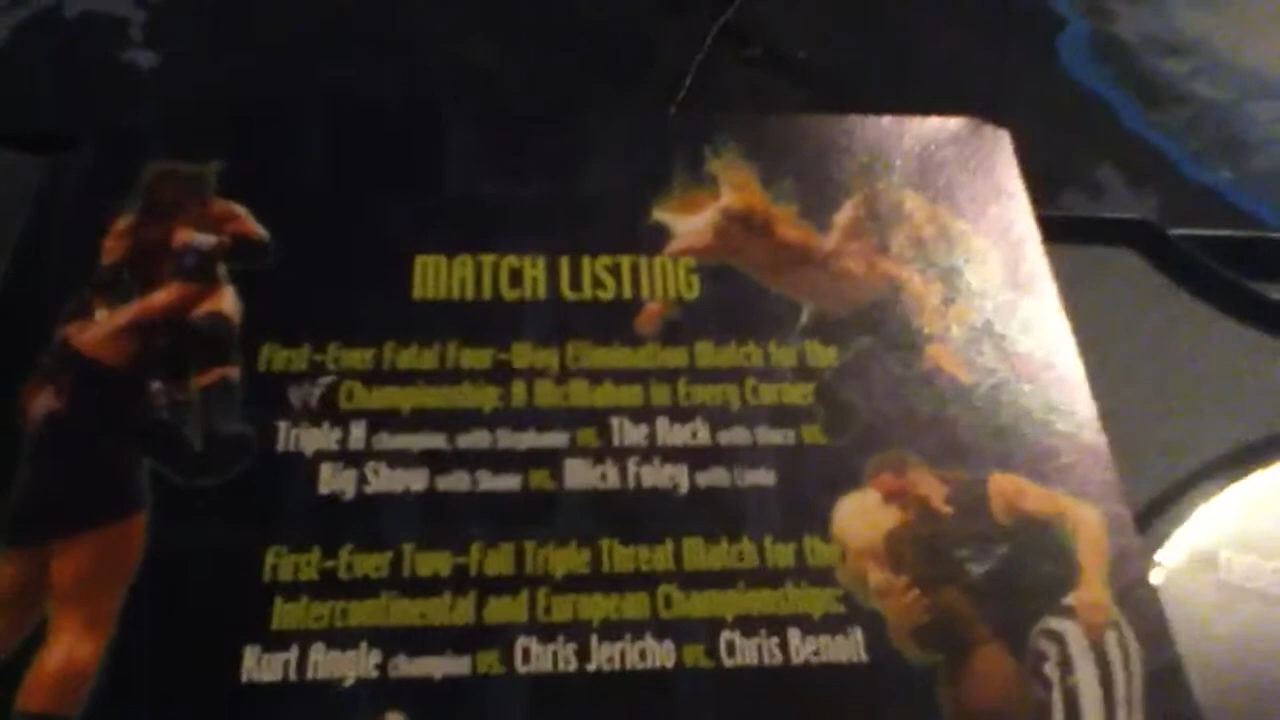 MATCH LISTING
First-Ever Fatal Four-Way Elimination Match for the
Championship: A McMahon in Every Corner
Triple H champion, with Stephanie vs. The Rock with Vince vs.
Big Show with Shane vs. Mick Foley with Linda
First-Ever Two-Fall Triple Threat Match for the
Intercontinental and European Championships:
Kurt Angle champion vs. Chris Jericho vs. Chris Benoit